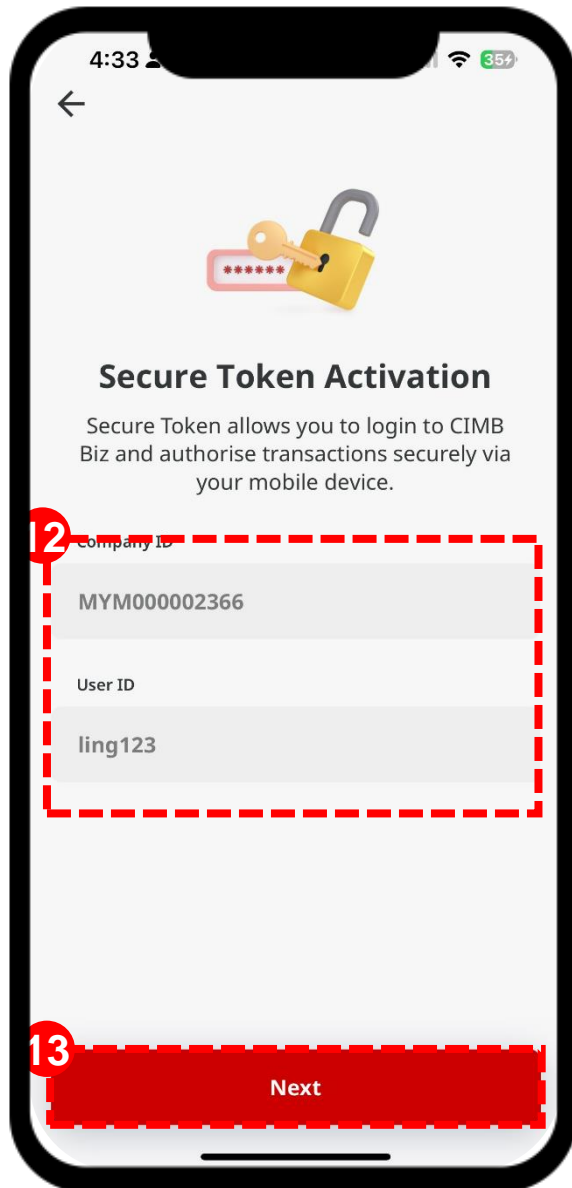 4:33
35
Secure Token Activation
Secure Token allows you to login to CIMB
Biz and authorise transactions securely via
your mobile device.
12
Company ID
MYM000002366
User ID
ling123
13
Next